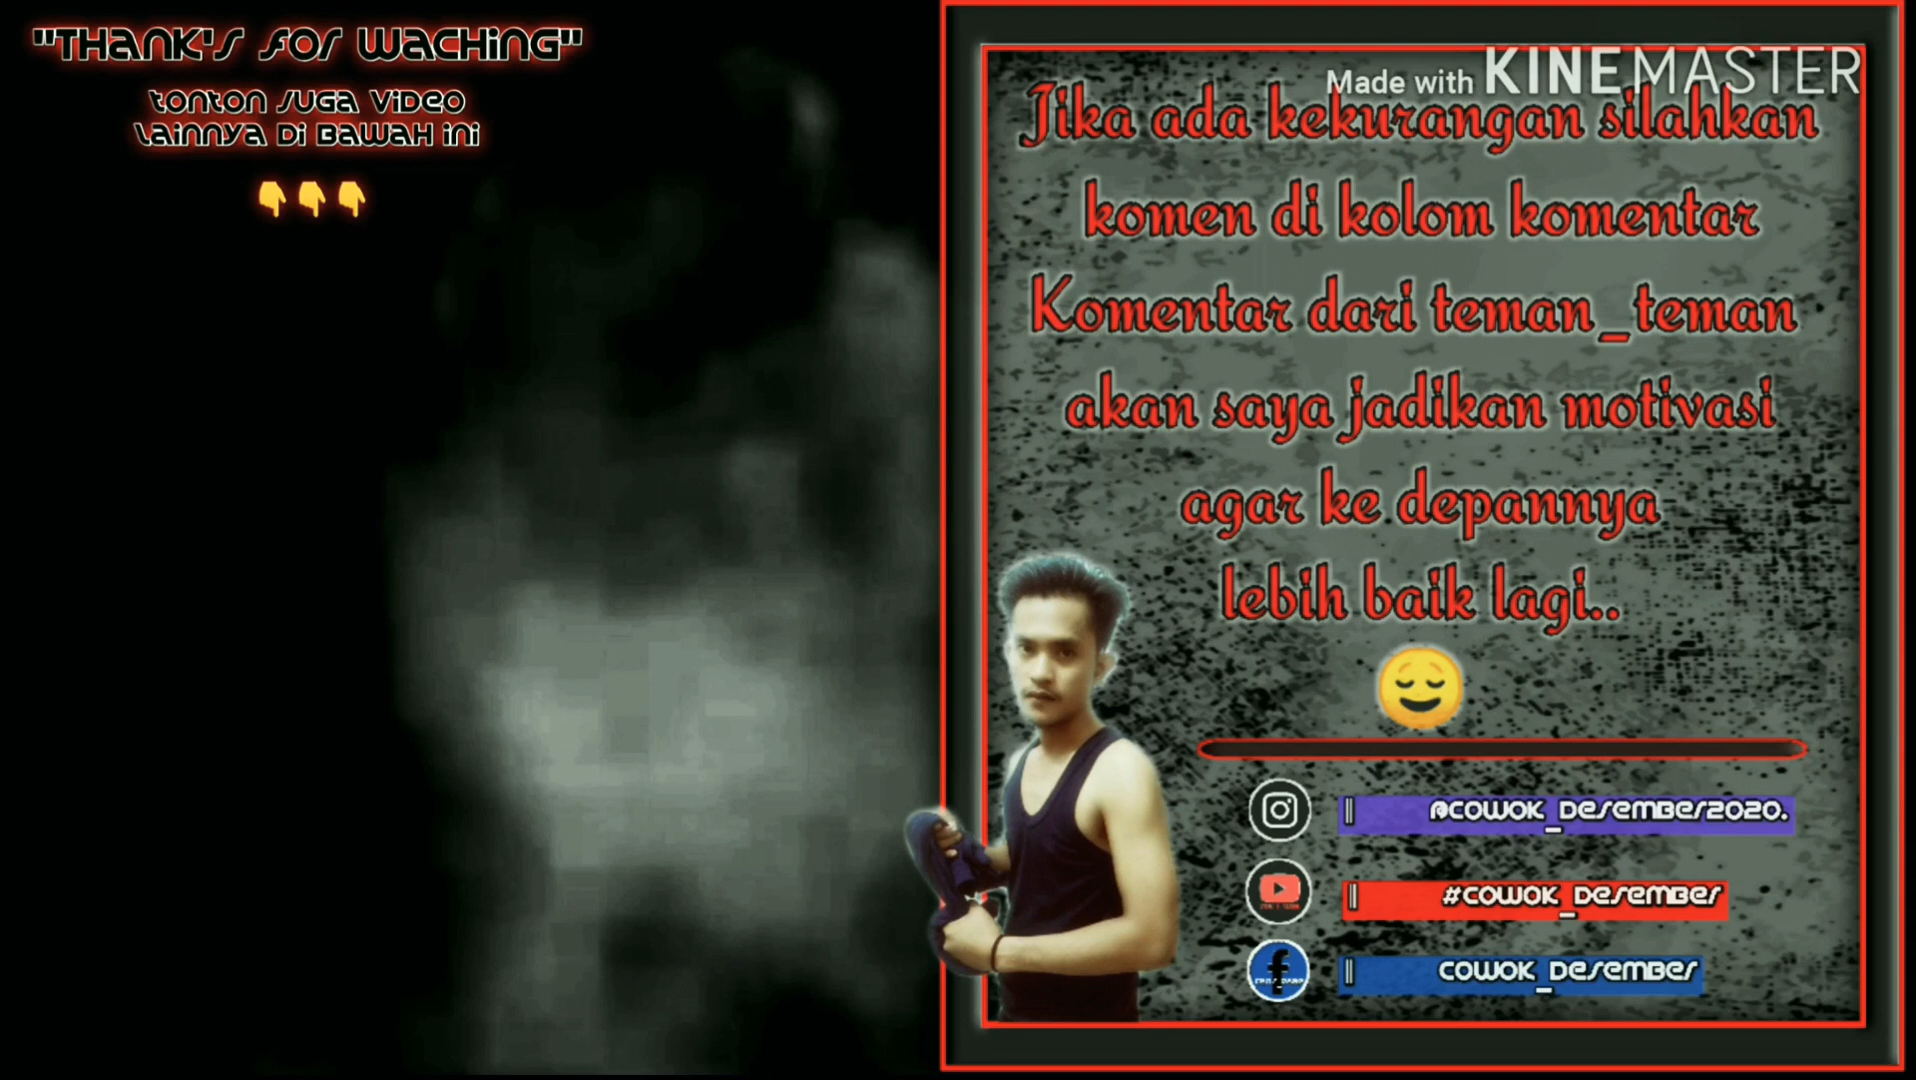 "THANK'S FOR WACHING"
TONTON JUGA VIDEO
LAINNYA DI BAWAH INI
👇👇👇
Made with KINEMASTER
Jika ada kekurangan silahkan
komen di kolom komentar
Komentar dari teman_teman
akan saya jadikan motivasi
agar ke depannya
lebih baik lagi..
😌
@COWOK_DESEMBER2020.
#COWOK_DESEMBER
COWOK_DESEMBER